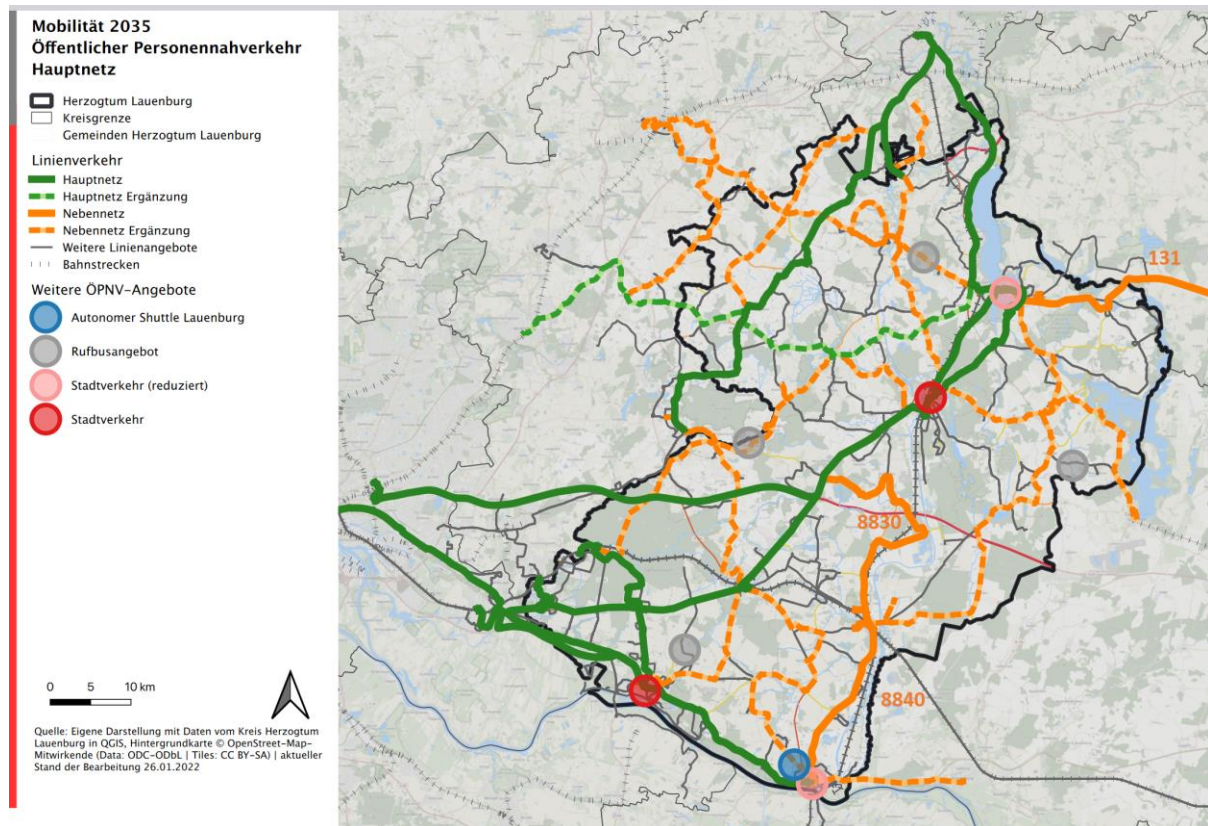 Mobilität 2035
Öffentlicher Personennahverkehr
Hauptnetz
Herzogtum Lauenburg
Kreisgrenze
Gemeinden Herzogtum Lauenburg
Linienverkehr
Hauptnetz
Hauptnetz Ergänzung
Nebennetz
Nebennetz Ergänzung
Weitere Linienangebote
Bahnstrecken
Weitere ÖPNV-Angebote
Autonomer Shuttle Lauenburg
Rufbusangebot
Stadtverkehr (reduziert)
Stadtverkehr
0 5 10 km
Quelle: Eigene Darstellung mit Daten vom Kreis Herzogtum
Lauenburg in QGIS, Hintergrundkarte © OpenStreet-Map-
Mitwirkende (Data: ODC-ODbL | Tiles: CC BY-SA) | aktueller
Stand der Bearbeitung 26.01.2022
131
8830
8840